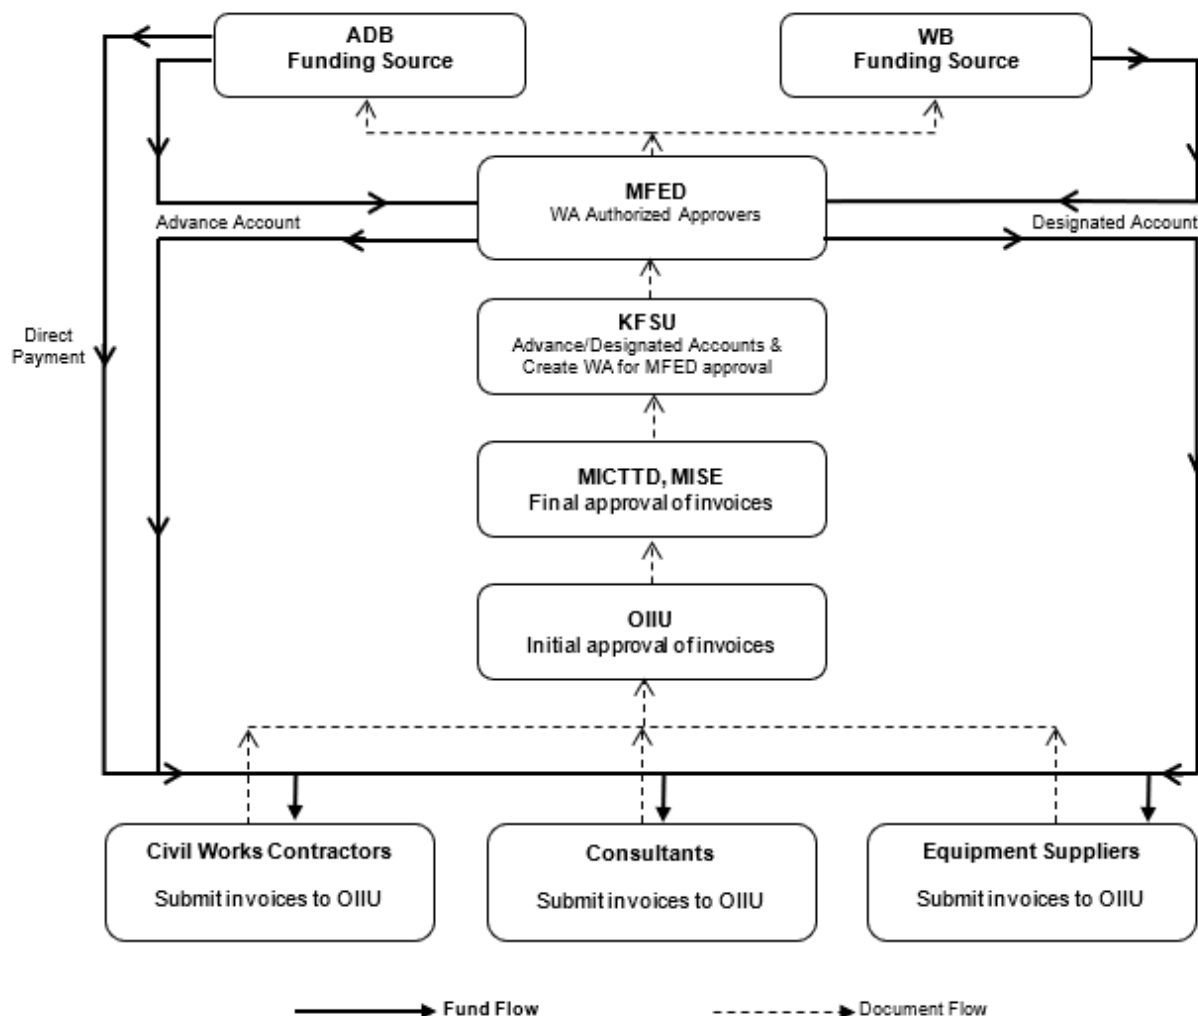 ADB
Funding Source
WB
Funding Source
MFED
WA Authorized Approvers
Advance Account
Designated Account
KFSU
Advance/Designated Accounts &
Create WA for MFED approval
Direct
Payment
MICTTD, MISE
Final approval of invoices
OIIU
Initial approval of invoices
Civil Works Contractors
Submit invoices to OIIU
Consultants
Submit invoices to OIIU
Equipment Suppliers
Submit invoices to OIIU
Fund Flow
Document Flow